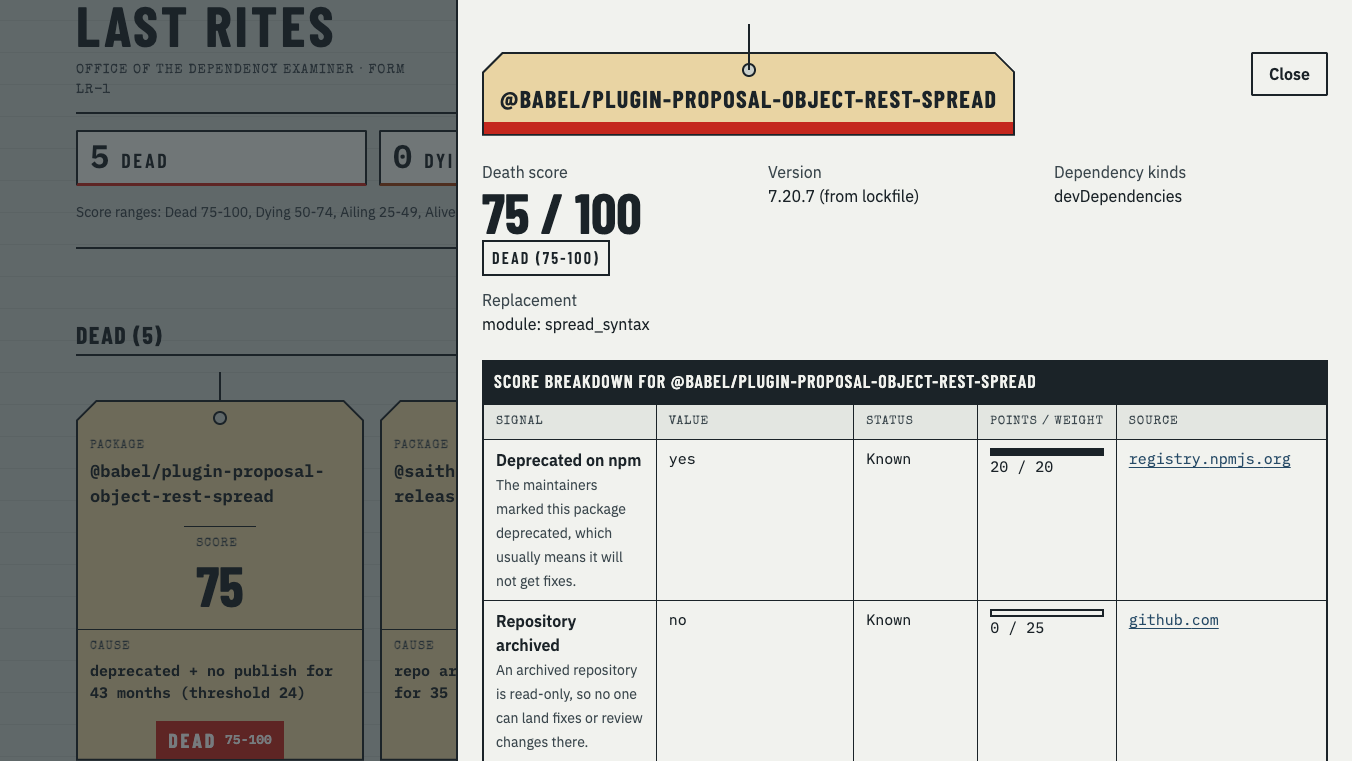 LAST RITES
OFFICE OF THE DEPENDENCY EXAMINER · FORM
LR-1
5 DEAD
0 DYI
Score ranges: Dead 75-100, Dying 50-74, Ailing 25-49, Alive
DEAD (5)
PACKAGE
@babel/plugin-proposal-
object-rest-spread
SCORE
75
CAUSE
deprecated + no publish for
43 months (threshold 24)
DEAD 75-100
PACKAGE
@saith
releas
CAUSE
repo ar
for 35
@BABEL/PLUGIN-PROPOSAL-OBJECT-REST-SPREAD
Close
Death score
75 / 100
DEAD (75-100)
Version
7.20.7 (from lockfile)
Dependency kinds
devDependencies
Replacement
module: spread_syntax
SCORE BREAKDOWN FOR @BABEL/PLUGIN-PROPOSAL-OBJECT-REST-SPREAD
SIGNAL VALUE STATUS POINTS / WEIGHT SOURCE
Deprecated on npm
The maintainers
marked this package
deprecated, which
usually means it will
not get fixes.
yes
Known
20 / 20
registry.npmjs.org
Repository
archived
An archived repository
is read-only, so no one
can land fixes or review
changes there.
no
Known
0 / 25
github.com